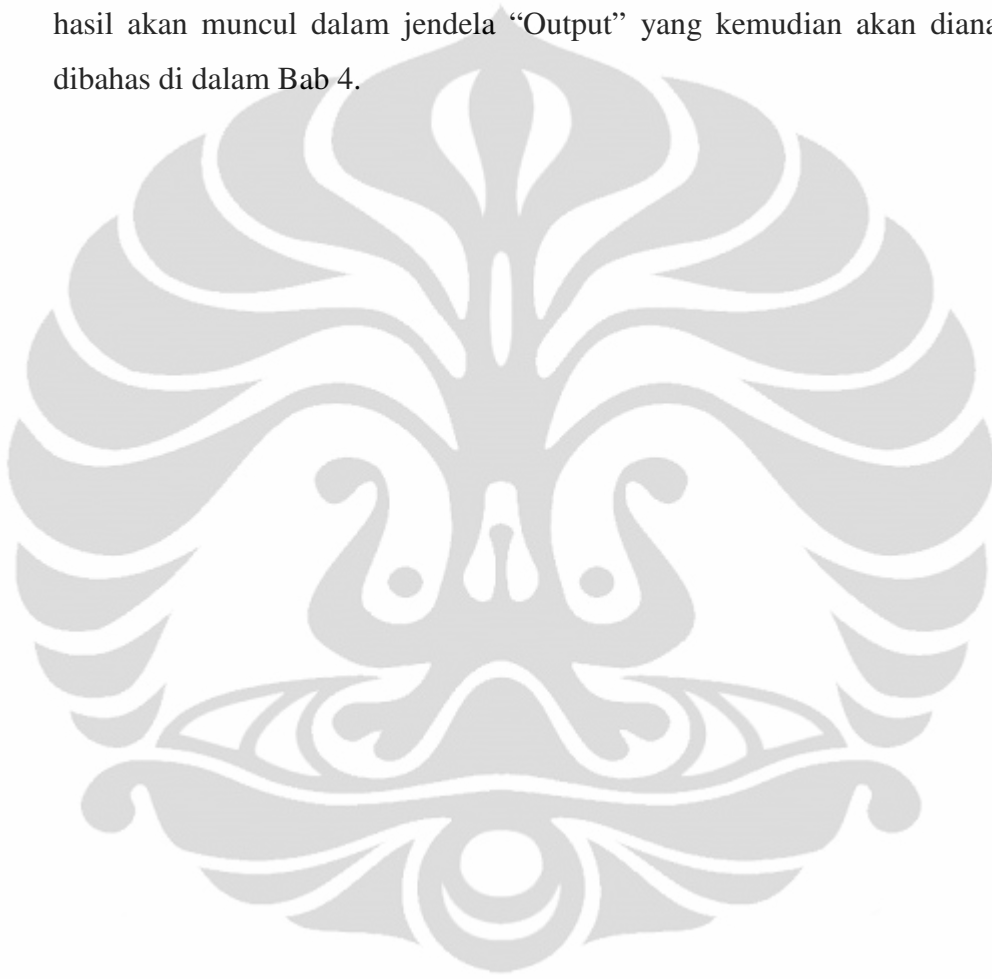 hasil akan muncul dalam jendela “Output” yang kemudian akan diana
dibahas di dalam Bab 4.